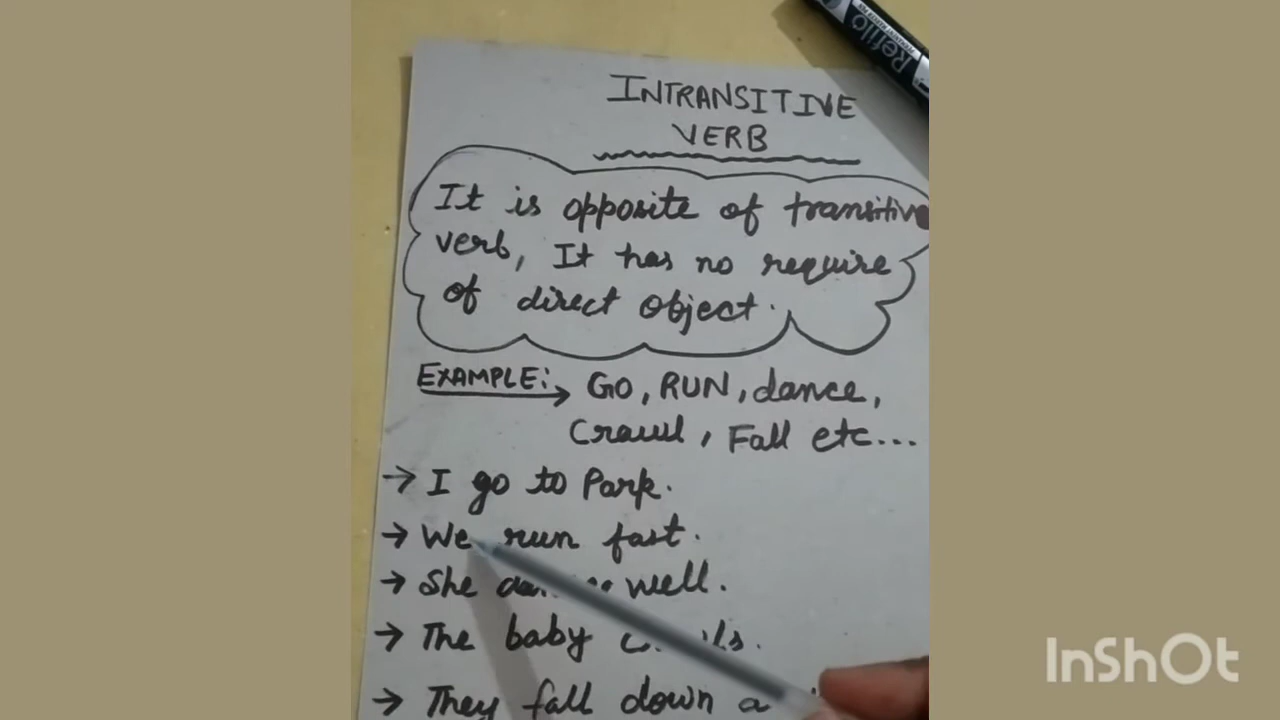 Refilo
INTRANSITIVE
VERB
It is opposite of transitive
verb, It has no require
of direct object.
EXAMPLE: → GO, RUN, dance,
Crawl, Fall etc...
→ I go to Park.
→ We run fast.
→ She well.
→ The baby
→ They fall down a
InShOt